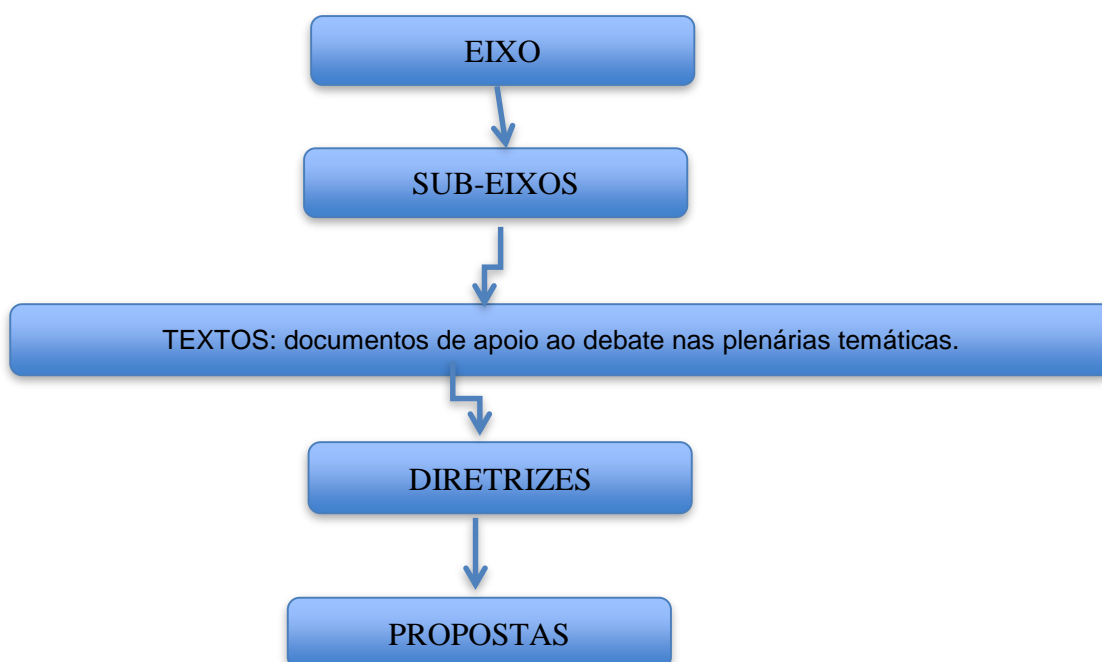 EIXO
SUB-EIXOS
TEXTOS: documentos de apoio ao debate nas plenárias temáticas.
DIRETRIZES
PROPOSTAS